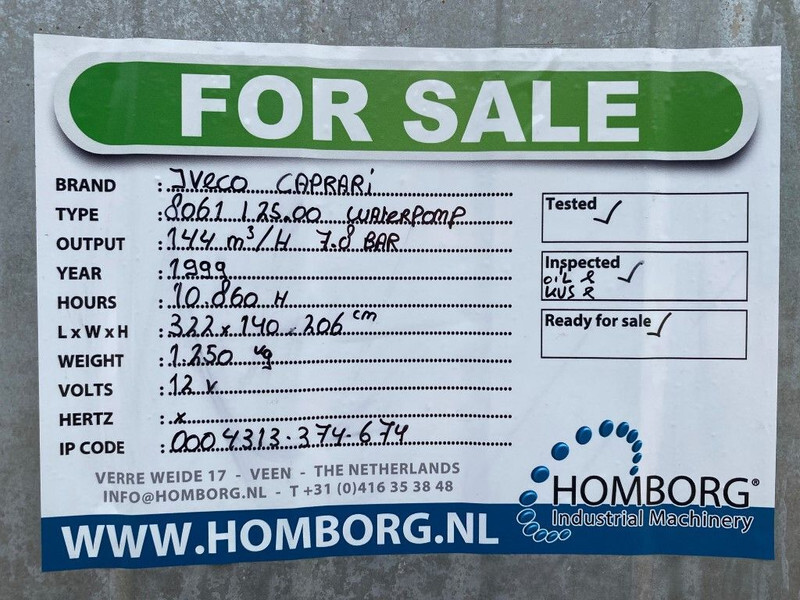 FOR SALE
BRAND : Iveco CAPRARi
TYPE : 8061 I 25.00 WATERPOMP
OUTPUT : 144 m³/H 7.8 BAR
YEAR : 1999
HOURS : 10.860 H
L x W x H : 322 x 140 x 206 cm
WEIGHT : 1.250 kg
VOLTS : 12 v
HERTZ : x
IP CODE : 000 4313-374-674
Tested ✓
Inspected ✓
OiL &
Ready for sale ✓
VERRE WEIDE 17 - VEEN - THE NETHERLANDS
INFO@HOMBORG.NL - T +31 (0)416 35 38 48
WWW.HOMBORG.NL
HOMBORG®
Industrial Machinery